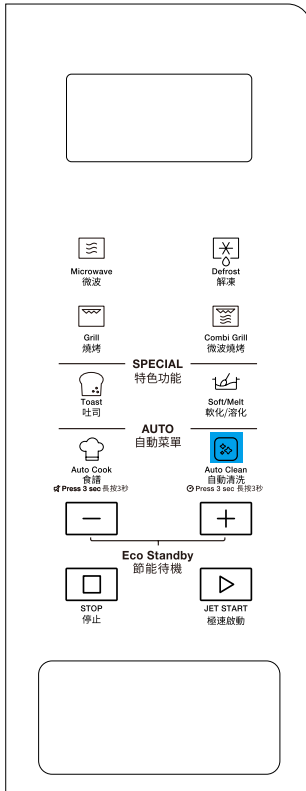 Microwave
微波
Defrost
解凍
Grill
燒烤
Combi Grill
微波燒烤
SPECIAL
特色功能
Toast
吐司
Soft/Melt
軟化/溶化
AUTO
自動菜單
Auto Cook
食譜
Press 3 sec 長按3秒
Auto Clean
自動清洗
Press 3 sec 長按3秒
Eco Standby
節能待機
STOP
停止
JET START
極速啟動